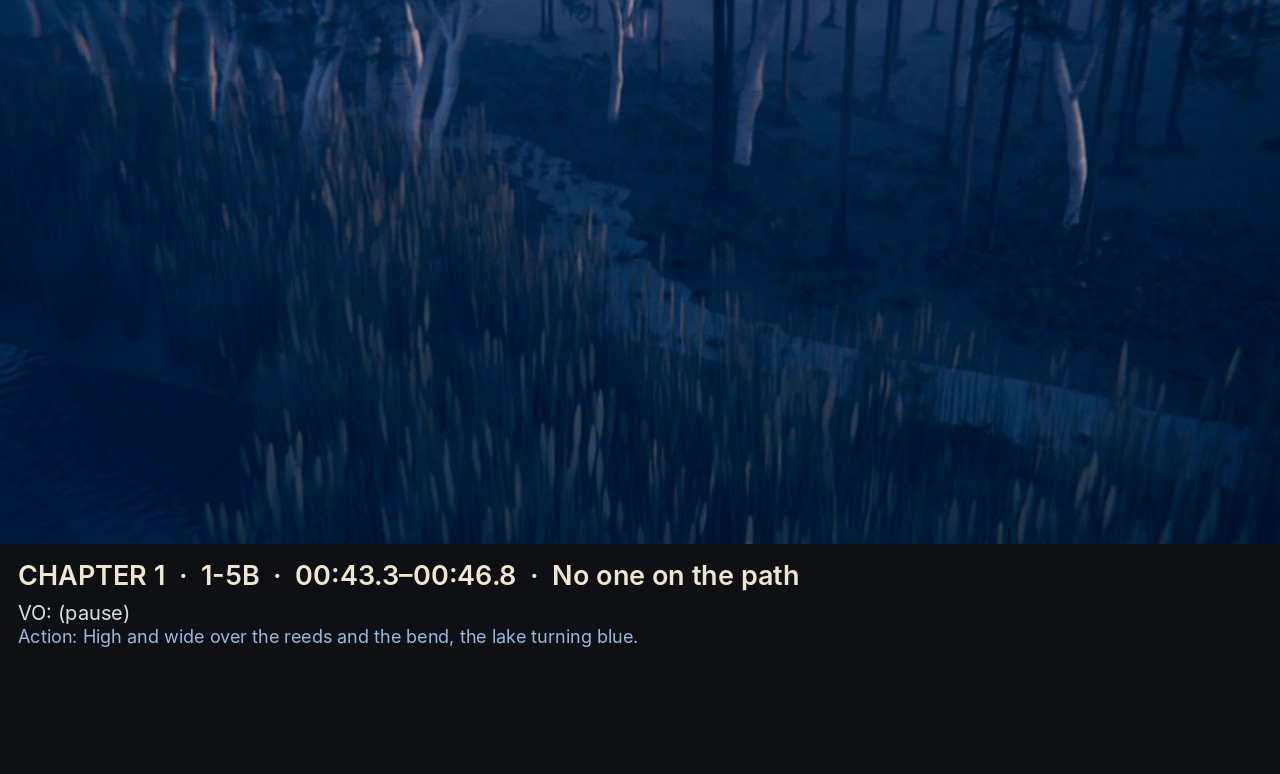 CHAPTER 1 · 1-5B · 00:43.3–00:46.8 · No one on the path
VO: (pause)
Action: High and wide over the reeds and the bend, the lake turning blue.